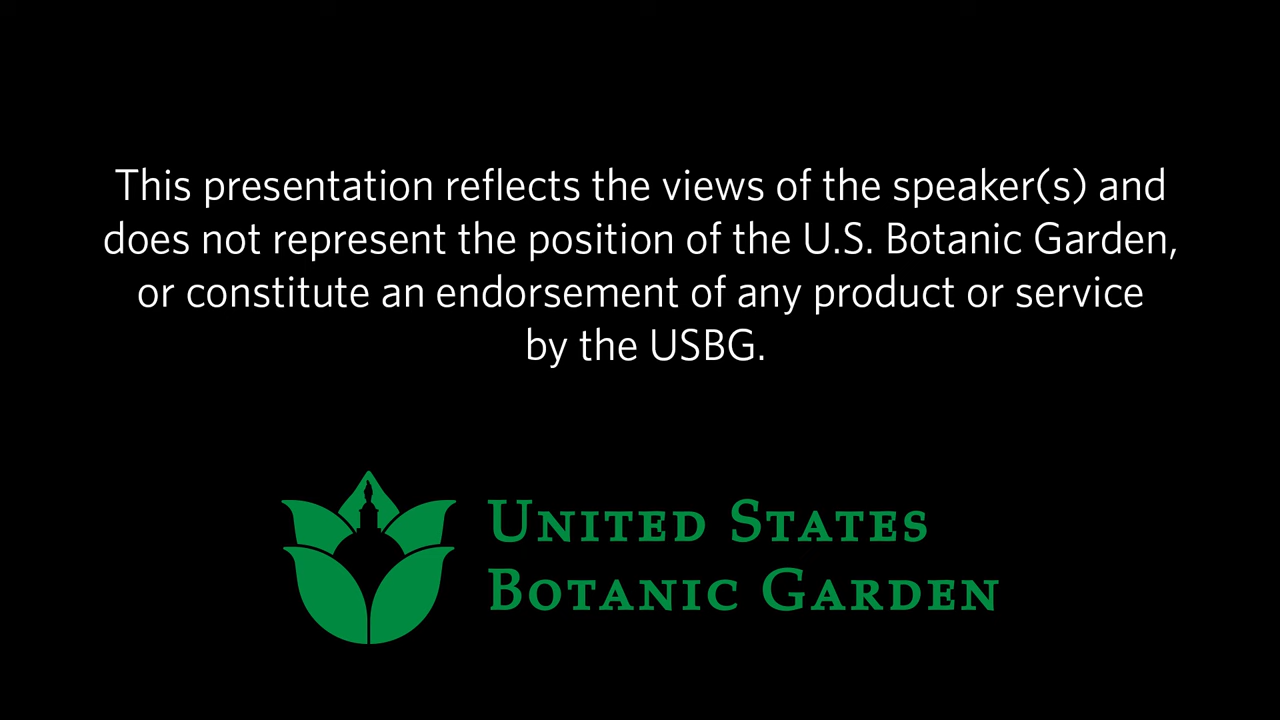 This presentation reflects the views of the speaker(s) and
does not represent the position of the U.S. Botanic Garden,
or constitute an endorsement of any product or service
by the USBG.
United States
Botanic Garden